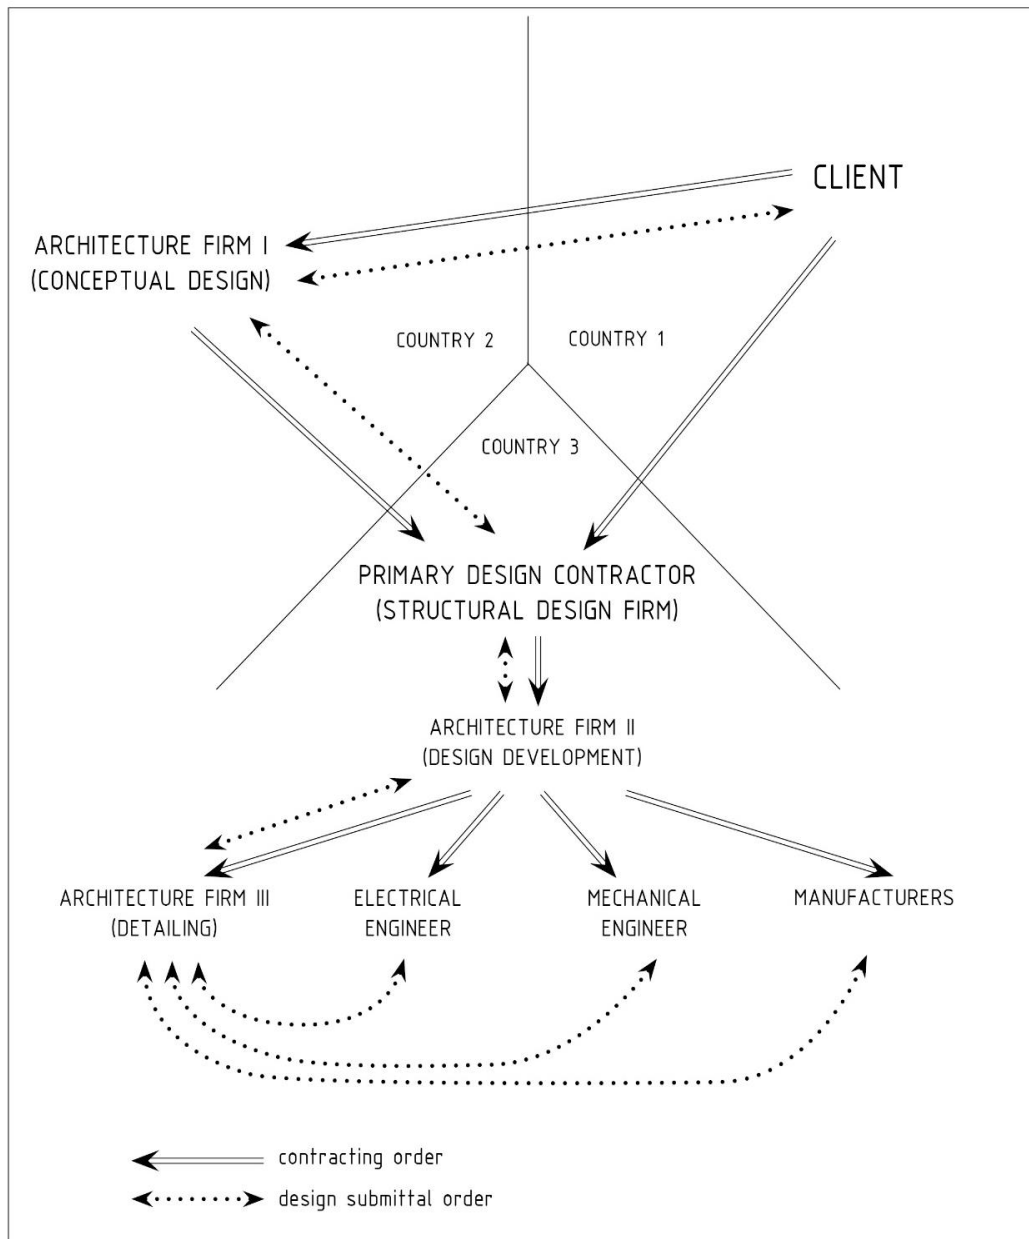 CLIENT
ARCHITECTURE FIRM I
(CONCEPTUAL DESIGN)
COUNTRY 2
COUNTRY 1
COUNTRY 3
PRIMARY DESIGN CONTRACTOR
(STRUCTURAL DESIGN FIRM)
ARCHITECTURE FIRM II
(DESIGN DEVELOPMENT)
ARCHITECTURE FIRM III
(DETAILING)
ELECTRICAL
ENGINEER
MECHANICAL
ENGINEER
MANUFACTURERS
contracting order
design submittal order